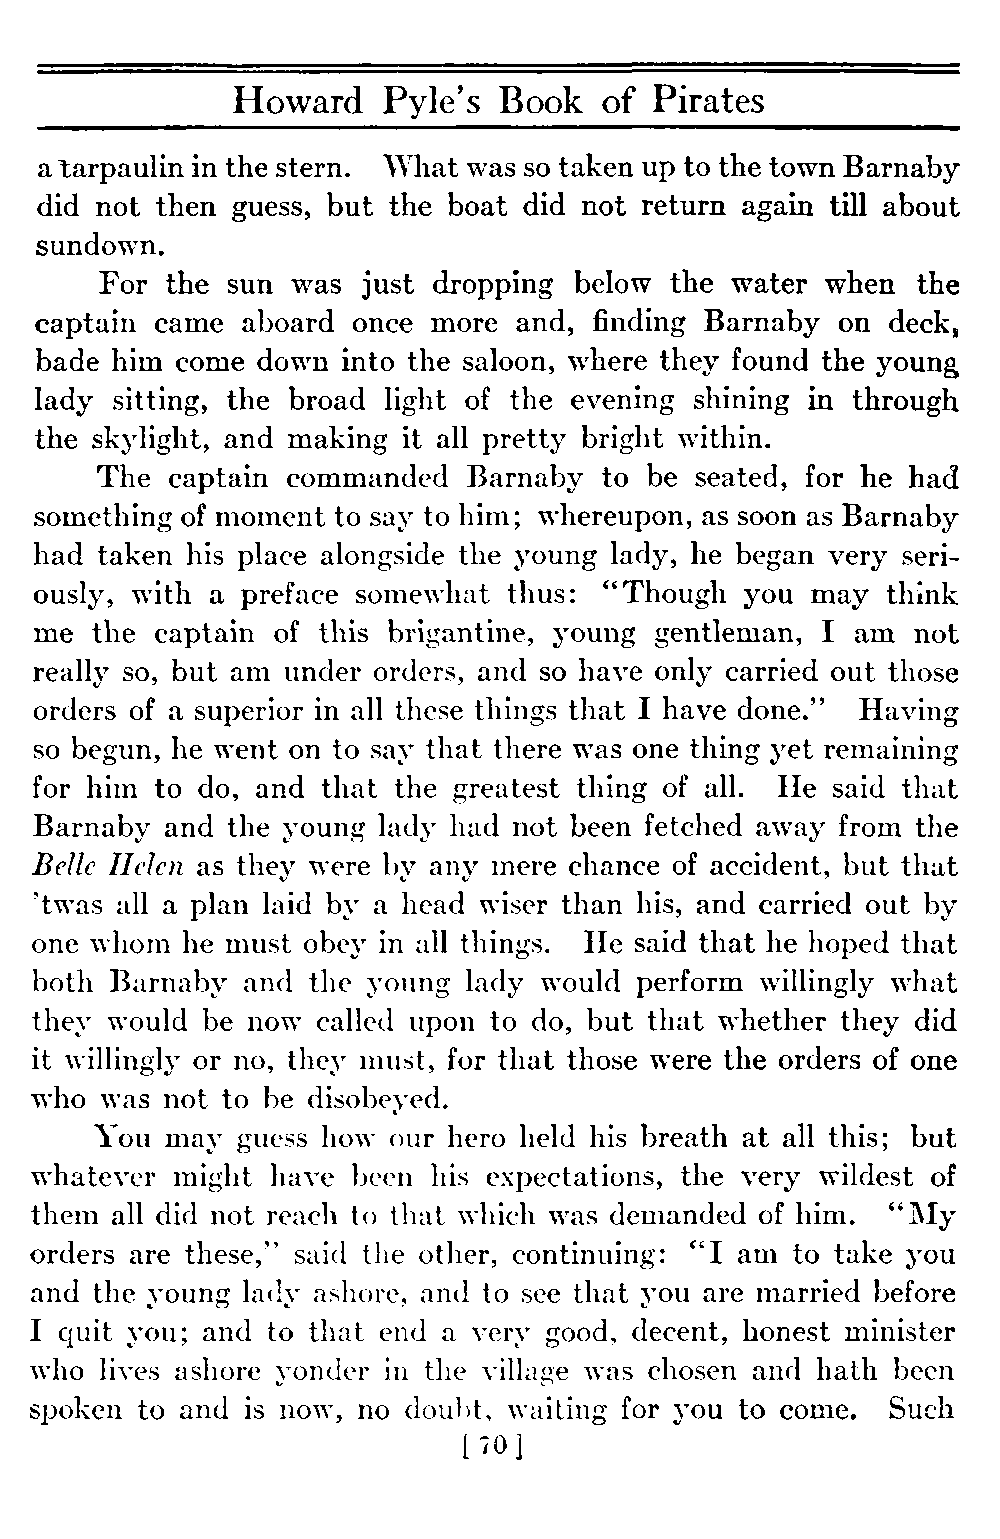 Howard Pyle's Book of Pirates
a tarpaulin in the stern. What was so taken up to the town Barnaby
did not then guess, but the boat did not return again till about
sundown.
For the sun was just dropping below the water when the
captain came aboard once more and, finding Barnaby on deck,
bade him come down into the saloon, where they found the young
lady sitting, the broad light of the evening shining in through
the skylight, and making it all pretty bright within.
The captain commanded Barnaby to be seated, for he had
something of moment to say to him; whereupon, as soon as Barnaby
had taken his place alongside the young lady, he began very seri-
ously, with a preface somewhat thus: "Though you may think
me the captain of this brigantine, young gentleman, I am not
really so, but am under orders, and so have only carried out those
orders of a superior in all these things that I have done." Having
so begun, he went on to say that there was one thing yet remaining
for him to do, and that the greatest thing of all. He said that
Barnaby and the young lady had not been fetched away from the
Belle Helen as they were by any mere chance of accident, but that
'twas all a plan laid by a head wiser than his, and carried out by
one whom he must obey in all things. He said that he hoped that
both Barnaby and the young lady would perform willingly what
they would be now called upon to do, but that whether they did
it willingly or no, they must, for that those were the orders of one
who was not to be disobeyed.
You may guess how our hero held his breath at all this; but
whatever might have been his expectations, the very wildest of
them all did not reach to that which was demanded of him. "My
orders are these," said the other, continuing: "I am to take you
and the young lady ashore, and to see that you are married before
I quit you; and to that end a very good, decent, honest minister
who lives ashore yonder in the village was chosen and hath been
spoken to and is now, no doubt, waiting for you to come. Such
[70]